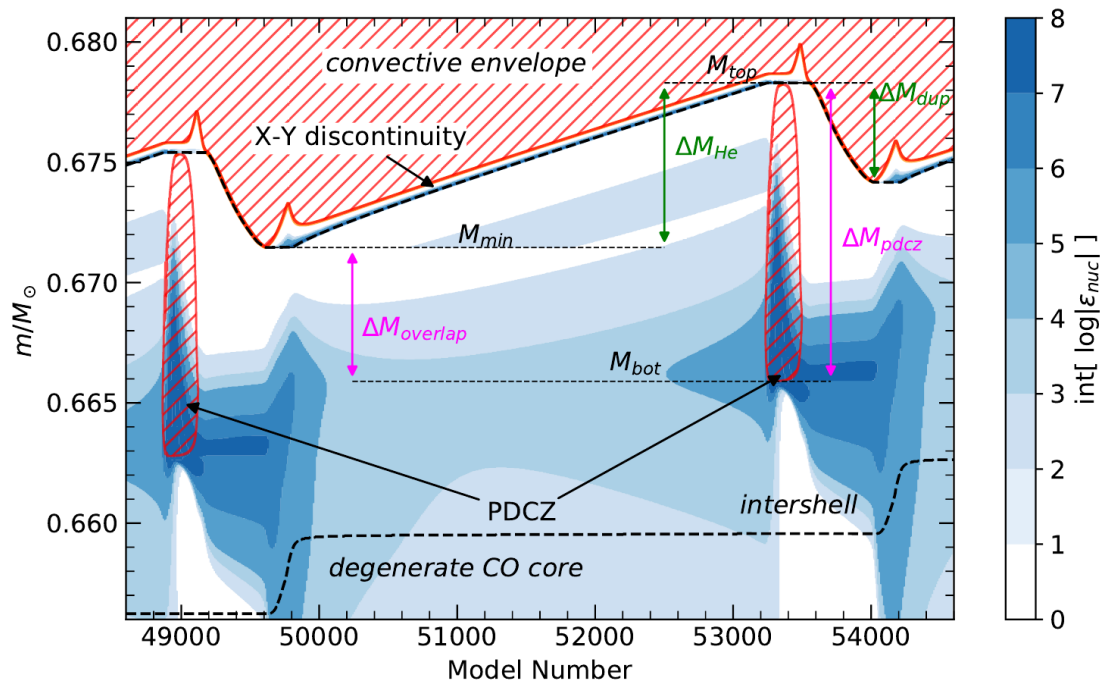 0.680
0.675
0.670
0.665
0.660
m/M⊙
49000 50000 51000 52000 53000 54000
Model Number
convective envelope
X-Y discontinuity
M_top
ΔM_dup
ΔM_He
M_min
ΔM_pdcz
ΔM_overlap
M_bot
PDCZ
intershell
degenerate CO core
8
7
6
5
4
3
2
1
0
int[ log|ε_nuc| ]